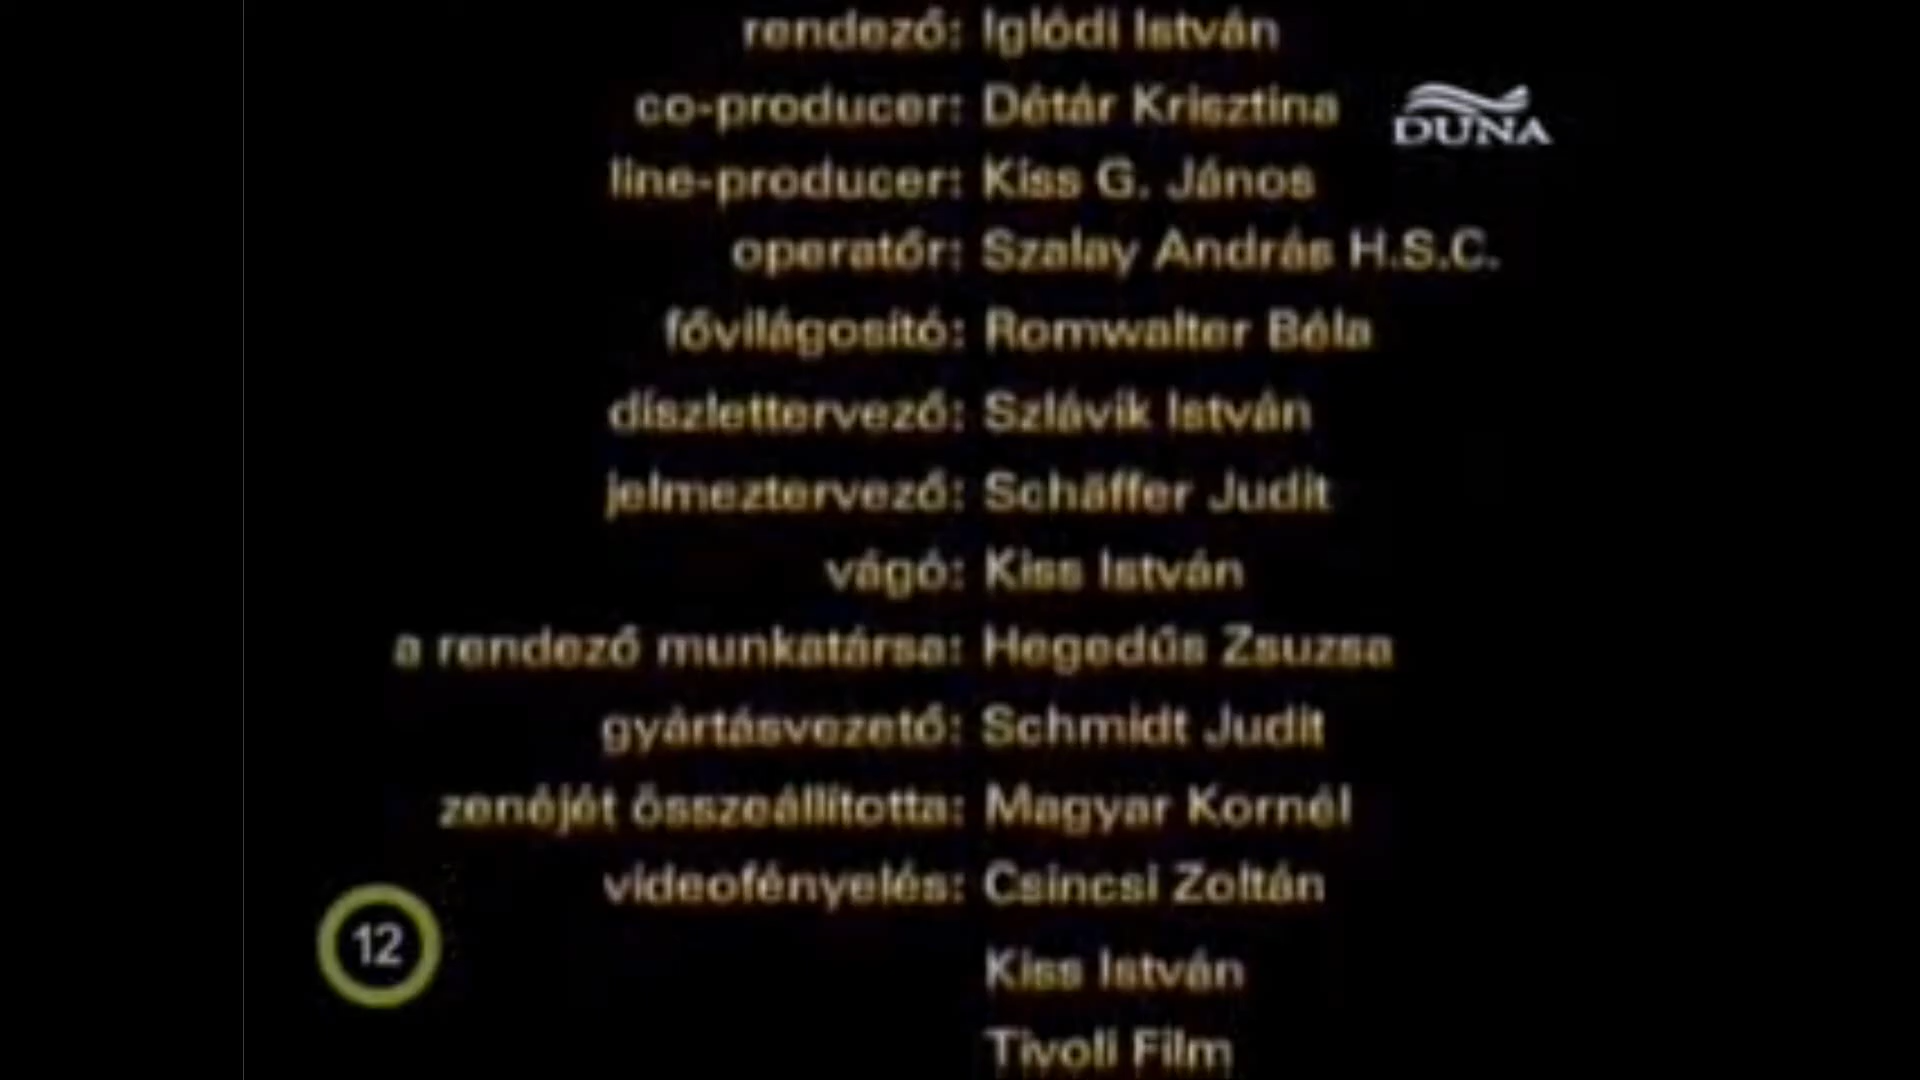 rendező: Iglódi István
co-producer: Détár Krisztina
DUNA
line-producer: Kiss G. János
operatőr: Szalay András H.S.C.
fővilágosító: Romwalter Béla
díszlettervező: Szlávik István
jelmeztervező: Schäffer Judit
vágó: Kiss István
a rendező munkatársa: Hegedűs Zsuzsa
gyártásvezető: Schmidt Judit
zenéjét összeállította: Magyar Kornél
videofényelés: Csincsi Zoltán
12
Kiss István
Tivoli Film